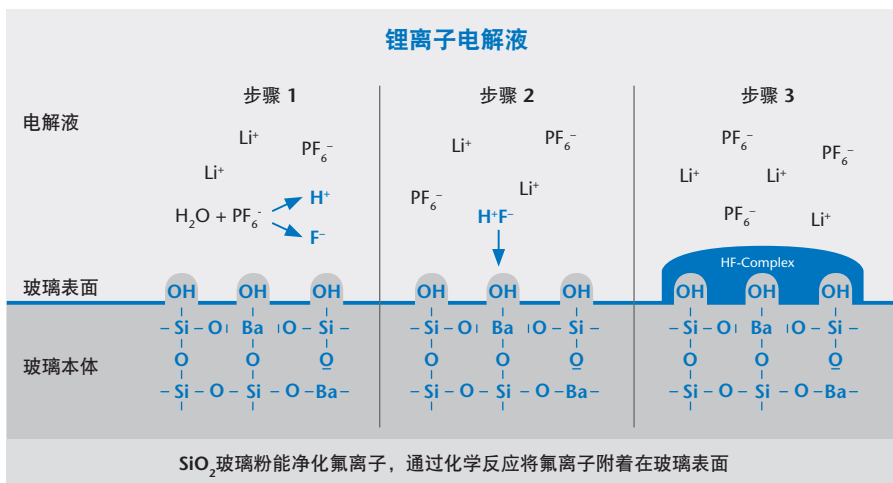 锂离子电解液
步骤 1 步骤 2 步骤 3
电解液
Li⁺ PF₆⁻ Li⁺
H₂O + PF₆⁻ H⁺ F⁻
Li⁺ PF₆⁻ PF₆⁻ Li⁺
H⁺F⁻
PF₆⁻ PF₆⁻ Li⁺ Li⁺ PF₆⁻ Li⁺
HF-Complex
玻璃表面 OH OH OH OH OH OH OH OH OH
– Si – O Ba O – Si – – Si – O Ba O – Si – – Si – O Ba O – Si –
玻璃本体 O O O O O O O O O
– Si – O – Si – O – Ba – – Si – O – Si – O – Ba – – Si – O – Si – O – Ba –
SiO₂玻璃粉能净化氟离子，通过化学反应将氟离子附着在玻璃表面